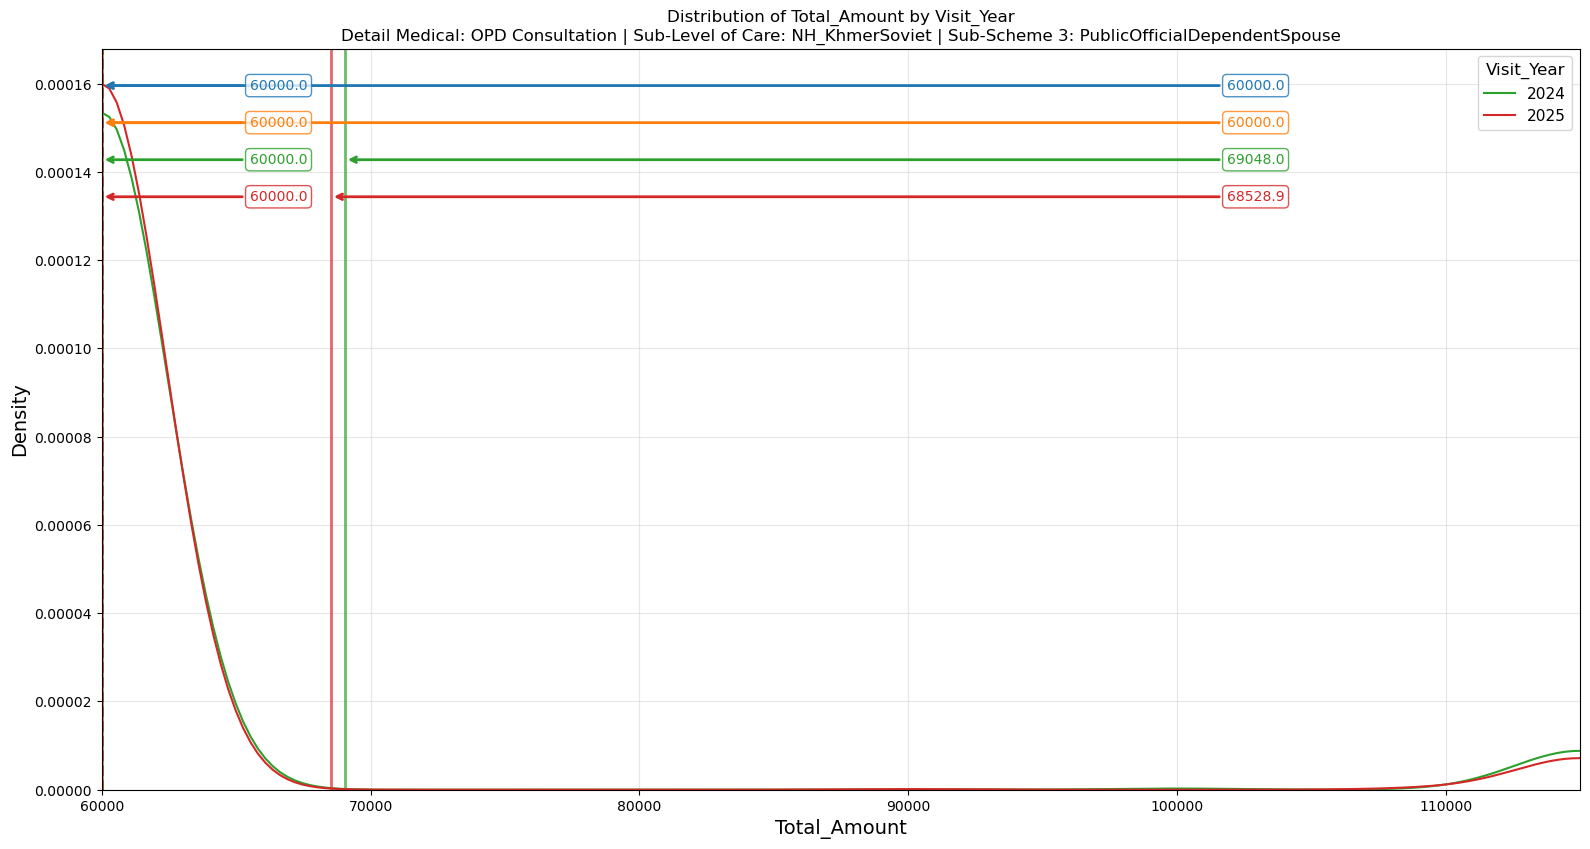 Distribution of Total_Amount by Visit_Year
Detail Medical: OPD Consultation | Sub-Level of Care: NH_KhmerSoviet | Sub-Scheme 3: PublicOfficialDependentSpouse
Visit_Year
2024
2025
60000.0 60000.0
60000.0 60000.0
60000.0 69048.0
60000.0 68528.9
Density
0.00016
0.00014
0.00012
0.00010
0.00008
0.00006
0.00004
0.00002
0.00000
60000 70000 80000 90000 100000 110000
Total_Amount